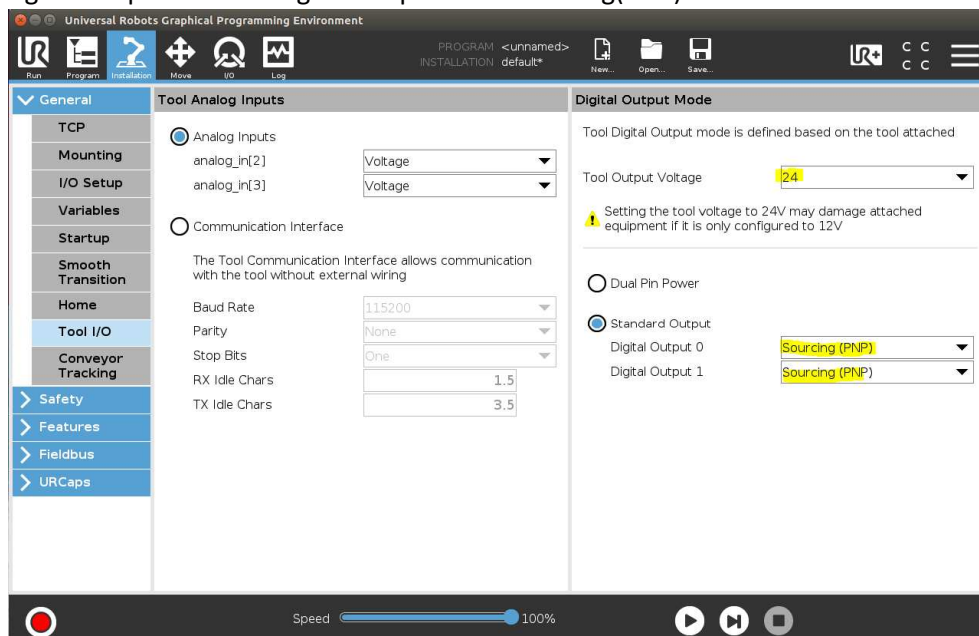 Universal Robots Graphical Programming Environment
PROGRAM <unnamed>
INSTALLATION default*
Run Program Installation Move I/O Log New... Open... Save...
UR+ C C
C C
General
TCP
Mounting
I/O Setup
Variables
Startup
Smooth
Transition
Home
Tool I/O
Conveyor
Tracking
Safety
Features
Fieldbus
URCaps
Tool Analog Inputs
Analog Inputs
analog_in[2] Voltage
analog_in[3] Voltage
Communication Interface
The Tool Communication Interface allows communication
with the tool without external wiring
Baud Rate 115200
Parity None
Stop Bits One
RX Idle Chars 1.5
TX Idle Chars 3.5
Digital Output Mode
Tool Digital Output mode is defined based on the tool attached
Tool Output Voltage 24
Setting the tool voltage to 24V may damage attached
equipment if it is only configured to 12V
Dual Pin Power
Standard Output
Digital Output 0 Sourcing (PNP)
Digital Output 1 Sourcing (PNP)
Speed 100%